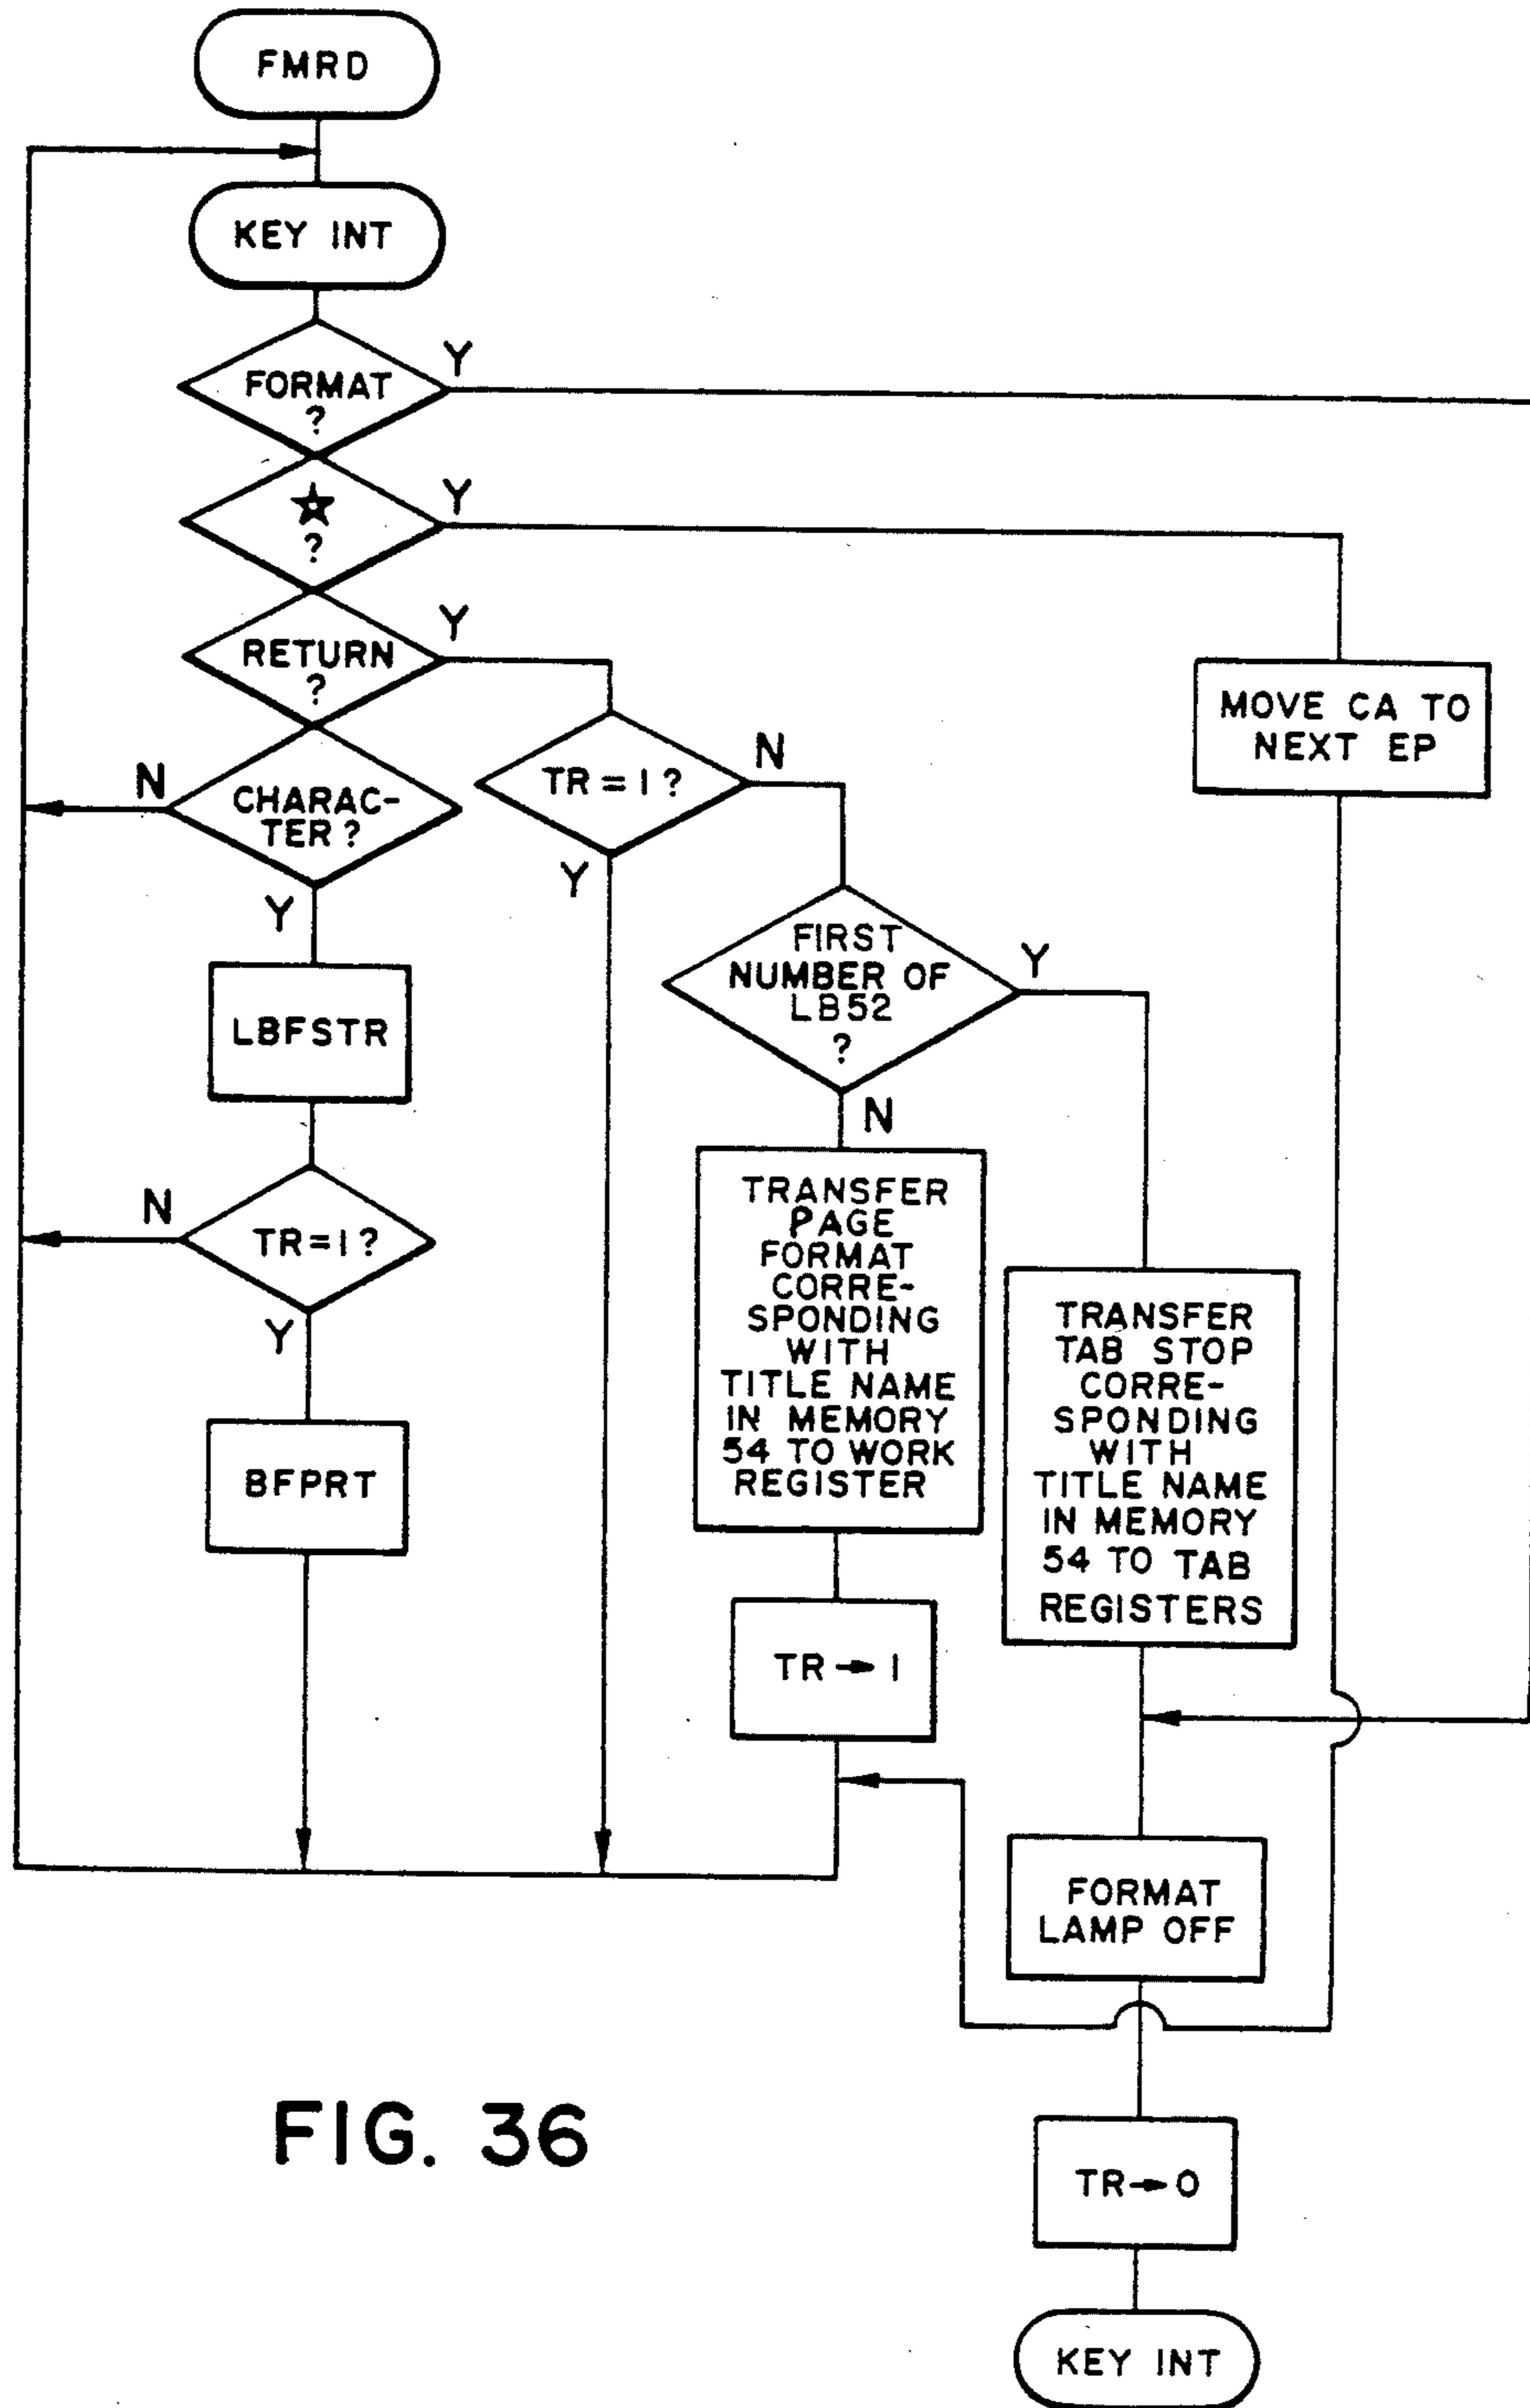 FMRD
KEY INT
FORMAT
?
Y
☆
?
Y
RETURN
?
Y
CHARAC-
TER ?
N
Y
LBFSTR
TR = 1 ?
N
Y
BFPRT
TR = 1 ?
N
Y
FIRST
NUMBER OF
LB52
?
Y
N
TRANSFER
PAGE
FORMAT
CORRE-
SPONDING
WITH
TITLE NAME
IN MEMORY
54 TO WORK
REGISTER
TR → 1
TRANSFER
TAB STOP
CORRE-
SPONDING
WITH
TITLE NAME
IN MEMORY
54 TO TAB
REGISTERS
MOVE CA TO
NEXT EP
FORMAT
LAMP OFF
TR → 0
KEY INT
FIG. 36